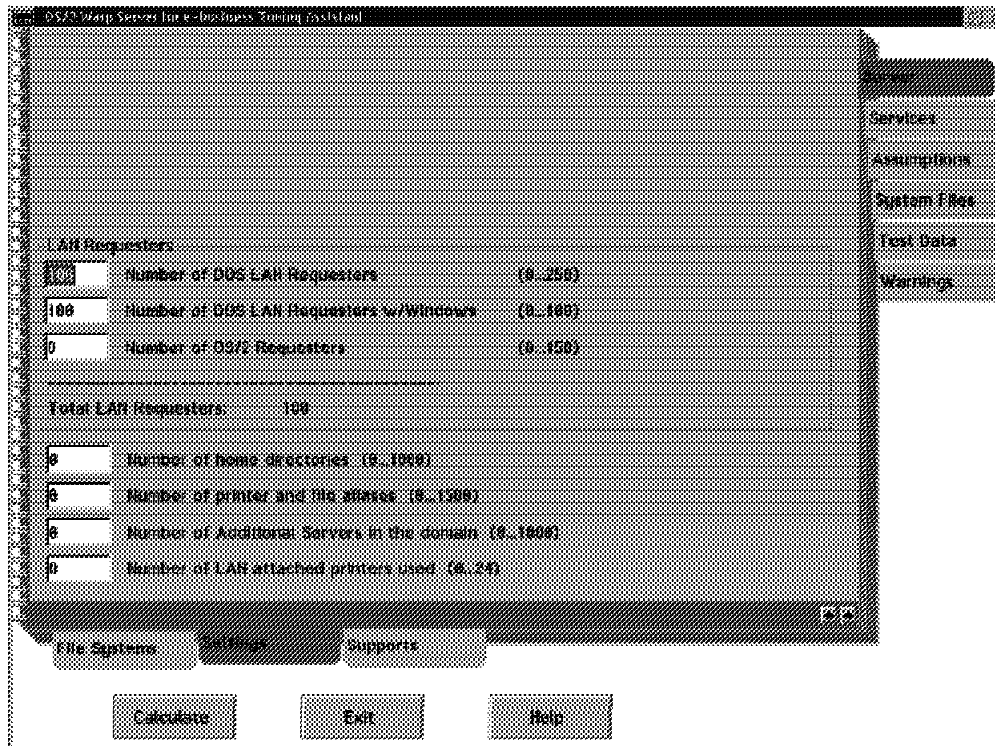 OS/2 Warp Server for e-business Tuning Assistant
Server
Services
Assumptions
System Files
Test Data
Warnings
LAN Requesters
100 Number of DOS LAN Requesters (0...250)
100 Number of DOS LAN Requesters w/Windows (0...100)
0 Number of OS/2 Requesters (0...150)
Total LAN Requesters: 100
0 Number of home directories (0...1000)
0 Number of printer and file aliases (0...1500)
0 Number of Additional Servers in the domain (0...1000)
0 Number of LAN attached printers used (0...24)
File Systems Settings Supports
Calculate Exit Help